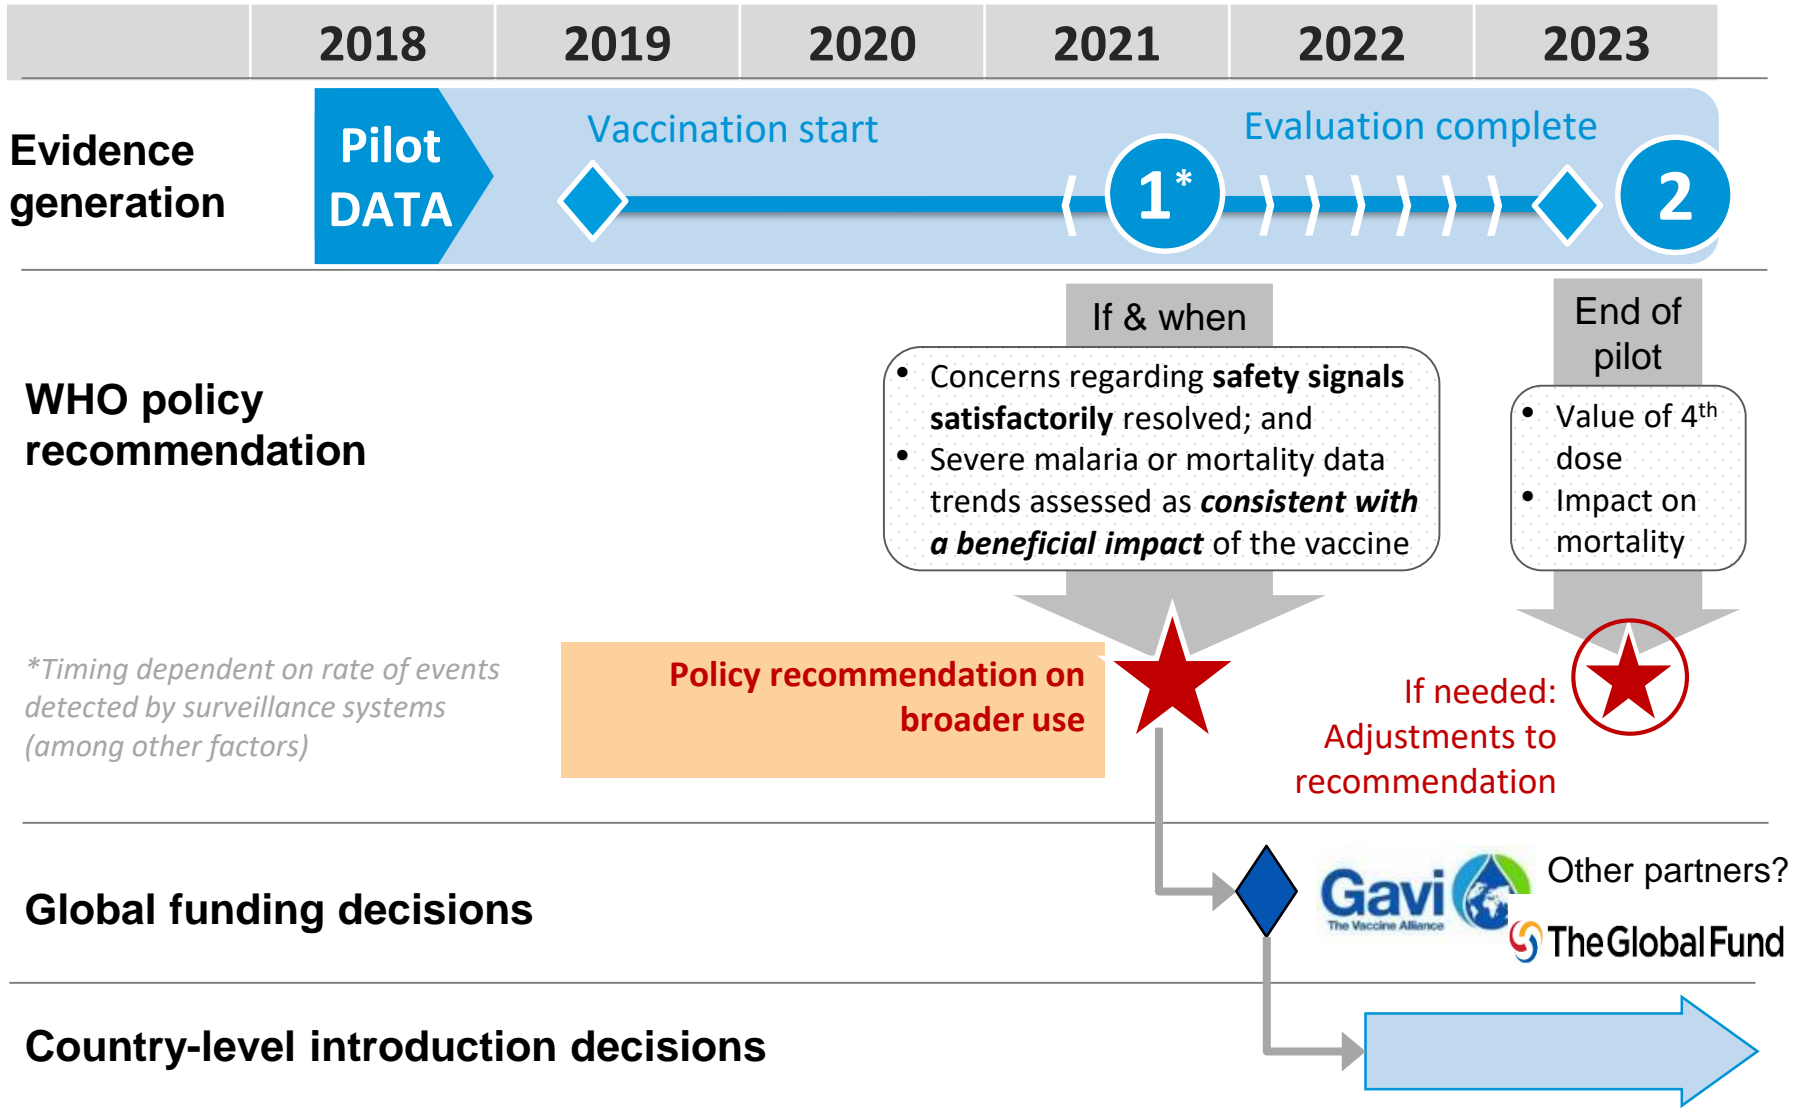 2018 2019 2020 2021 2022 2023
Evidence
generation
Pilot
DATA
Vaccination start
1*
Evaluation complete
2
WHO policy
recommendation
If & when
• Concerns regarding safety signals
satisfactorily resolved; and
• Severe malaria or mortality data
trends assessed as consistent with
a beneficial impact of the vaccine
End of
pilot
• Value of 4th
dose
• Impact on
mortality
*Timing dependent on rate of events
detected by surveillance systems
(among other factors)
Policy recommendation on
broader use
If needed:
Adjustments to
recommendation
Global funding decisions
Gavi
The Vaccine Alliance
Other partners?
TheGlobalFund
Country-level introduction decisions